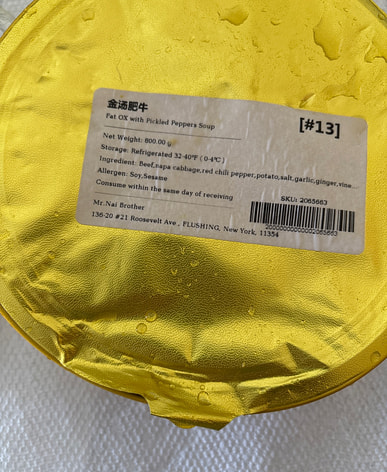 金汤肥牛
Fat OX with Pickled Peppers Soup
[#13]
Net Weight: 800.00 g
Storage: Refrigerated 32-40°F ( 0-4℃ )
Ingredient: Beef,napa cabbage,red chili pepper,potato,salt,garlic,ginger,vine...
Allergen: Soy,Sesame
Consume within the same day of receiving
SKU: 2065663
Mr.Nai Brother
136-20 #21 Roosevelt Ave , FLUSHING, New York, 11354